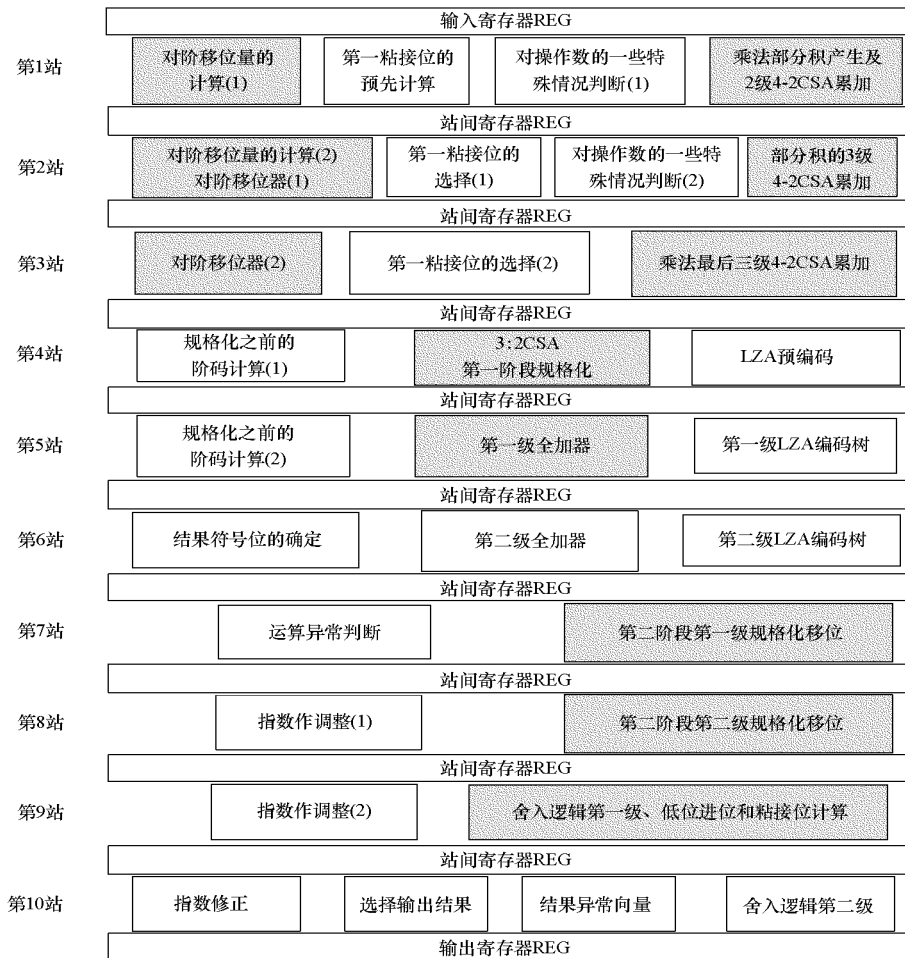 输入寄存器REG
第1站
对阶移位量的
计算(1)
第一粘接位的
预先计算
对操作数的一些特
殊情况判断(1)
乘法部分积产生及
2级4-2CSA累加
站间寄存器REG
第2站
对阶移位量的计算(2)
对阶移位器(1)
第一粘接位的
选择(1)
对操作数的一些特
殊情况判断(2)
部分积的3级
4-2CSA累加
站间寄存器REG
第3站
对阶移位器(2)
第一粘接位的选择(2)
乘法最后三级4-2CSA累加
站间寄存器REG
第4站
规格化之前的
阶码计算(1)
3:2CSA
第一阶段规格化
LZA预编码
站间寄存器REG
第5站
规格化之前的
阶码计算(2)
第一级全加器
第一级LZA编码树
站间寄存器REG
第6站
结果符号位的确定
第二级全加器
第二级LZA编码树
站间寄存器REG
第7站
运算异常判断
第二阶段第一级规格化移位
站间寄存器REG
第8站
指数作调整(1)
第二阶段第二级规格化移位
站间寄存器REG
第9站
指数作调整(2)
舍入逻辑第一级、低位进位和粘接位计算
站间寄存器REG
第10站
指数修正
选择输出结果
结果异常向量
舍入逻辑第二级
输出寄存器REG